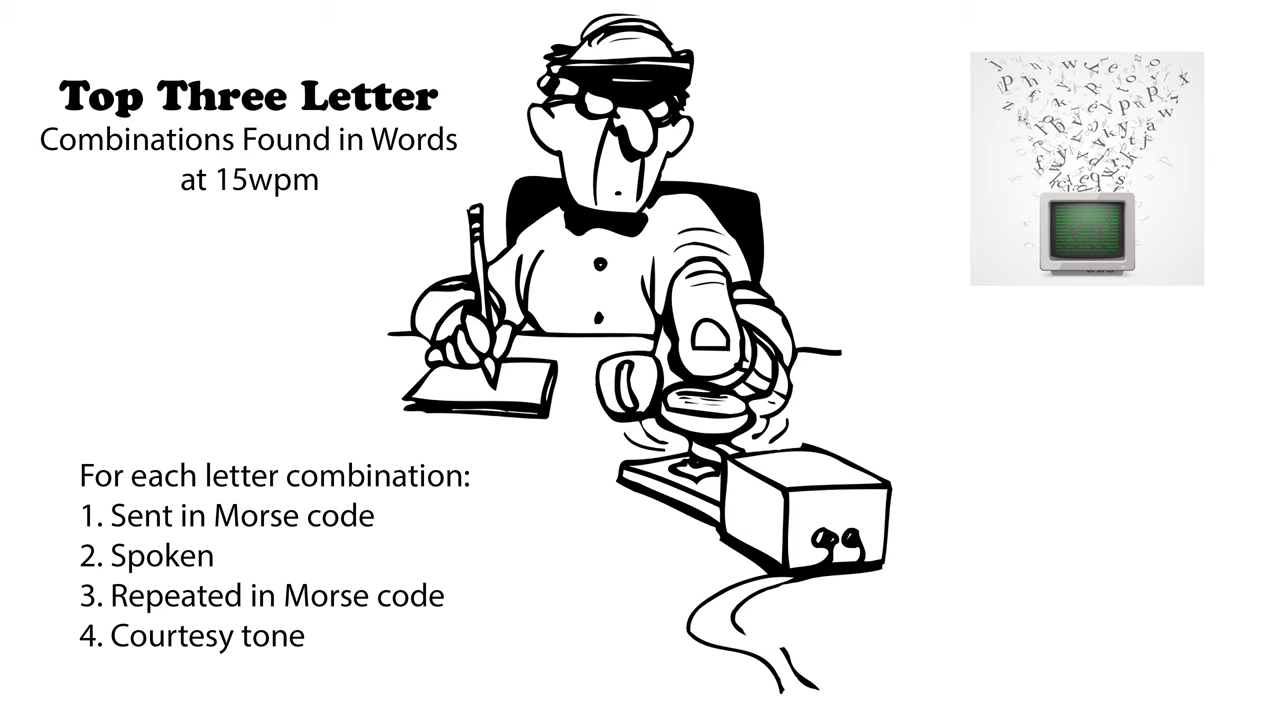 Top Three Letter
Combinations Found in Words
at 15wpm
For each letter combination:
1. Sent in Morse code
2. Spoken
3. Repeated in Morse code
4. Courtesy tone